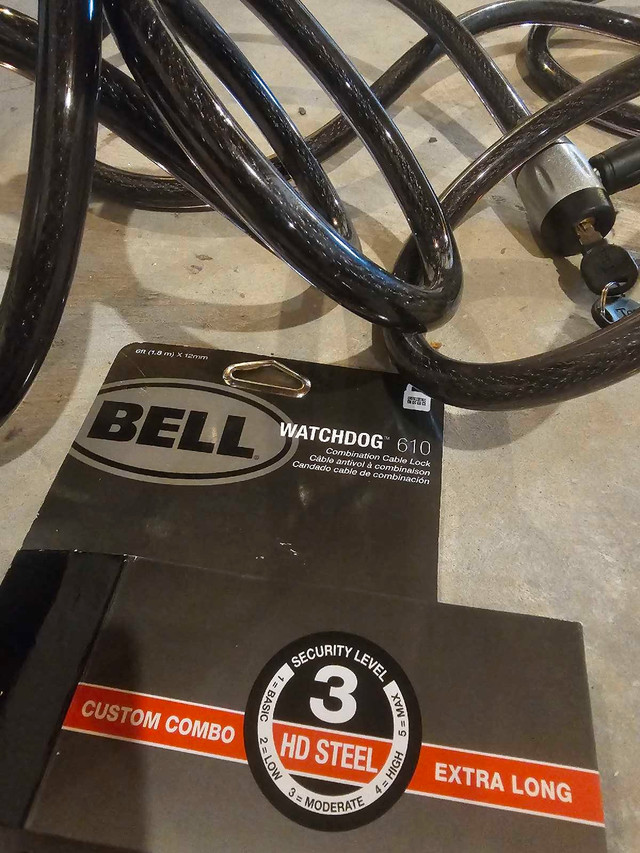 6ft (1.8 m) X 12mm
BELL
WATCHDOG™ 610
Combination Cable Lock
Câble antivol à combinaison
Candado cable de combinación
SECURITY LEVEL
3
HD STEEL
1 = BASIC
2 = LOW
3 = MODERATE
4 = HIGH
5 = MAX
CUSTOM COMBO
EXTRA LONG